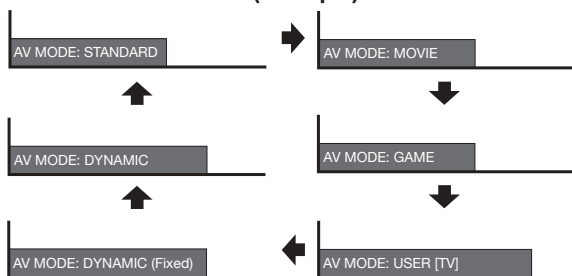 AV MODE: STANDARD
AV MODE: MOVIE
AV MODE: DYNAMIC
AV MODE: GAME
AV MODE: DYNAMIC (Fixed)
AV MODE: USER [TV]